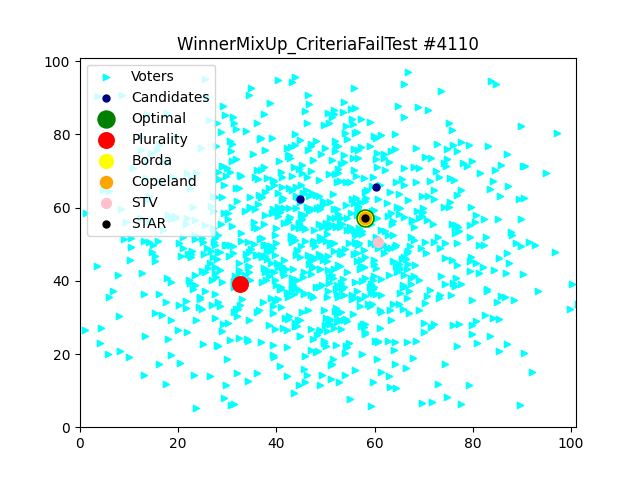 WinnerMixUp_CriteriaFailTest #4110
100
80
60
40
20
0
Voters
Candidates
Optimal
Plurality
Borda
Copeland
STV
STAR
0 20 40 60 80 100